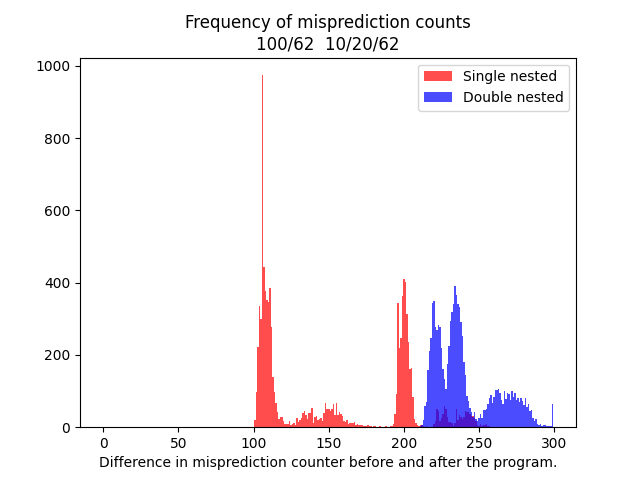 Frequency of misprediction counts
100/62  10/20/62
Single nested
Double nested
1000
800
600
400
200
0
0 50 100 150 200 250 300
Difference in misprediction counter before and after the program.